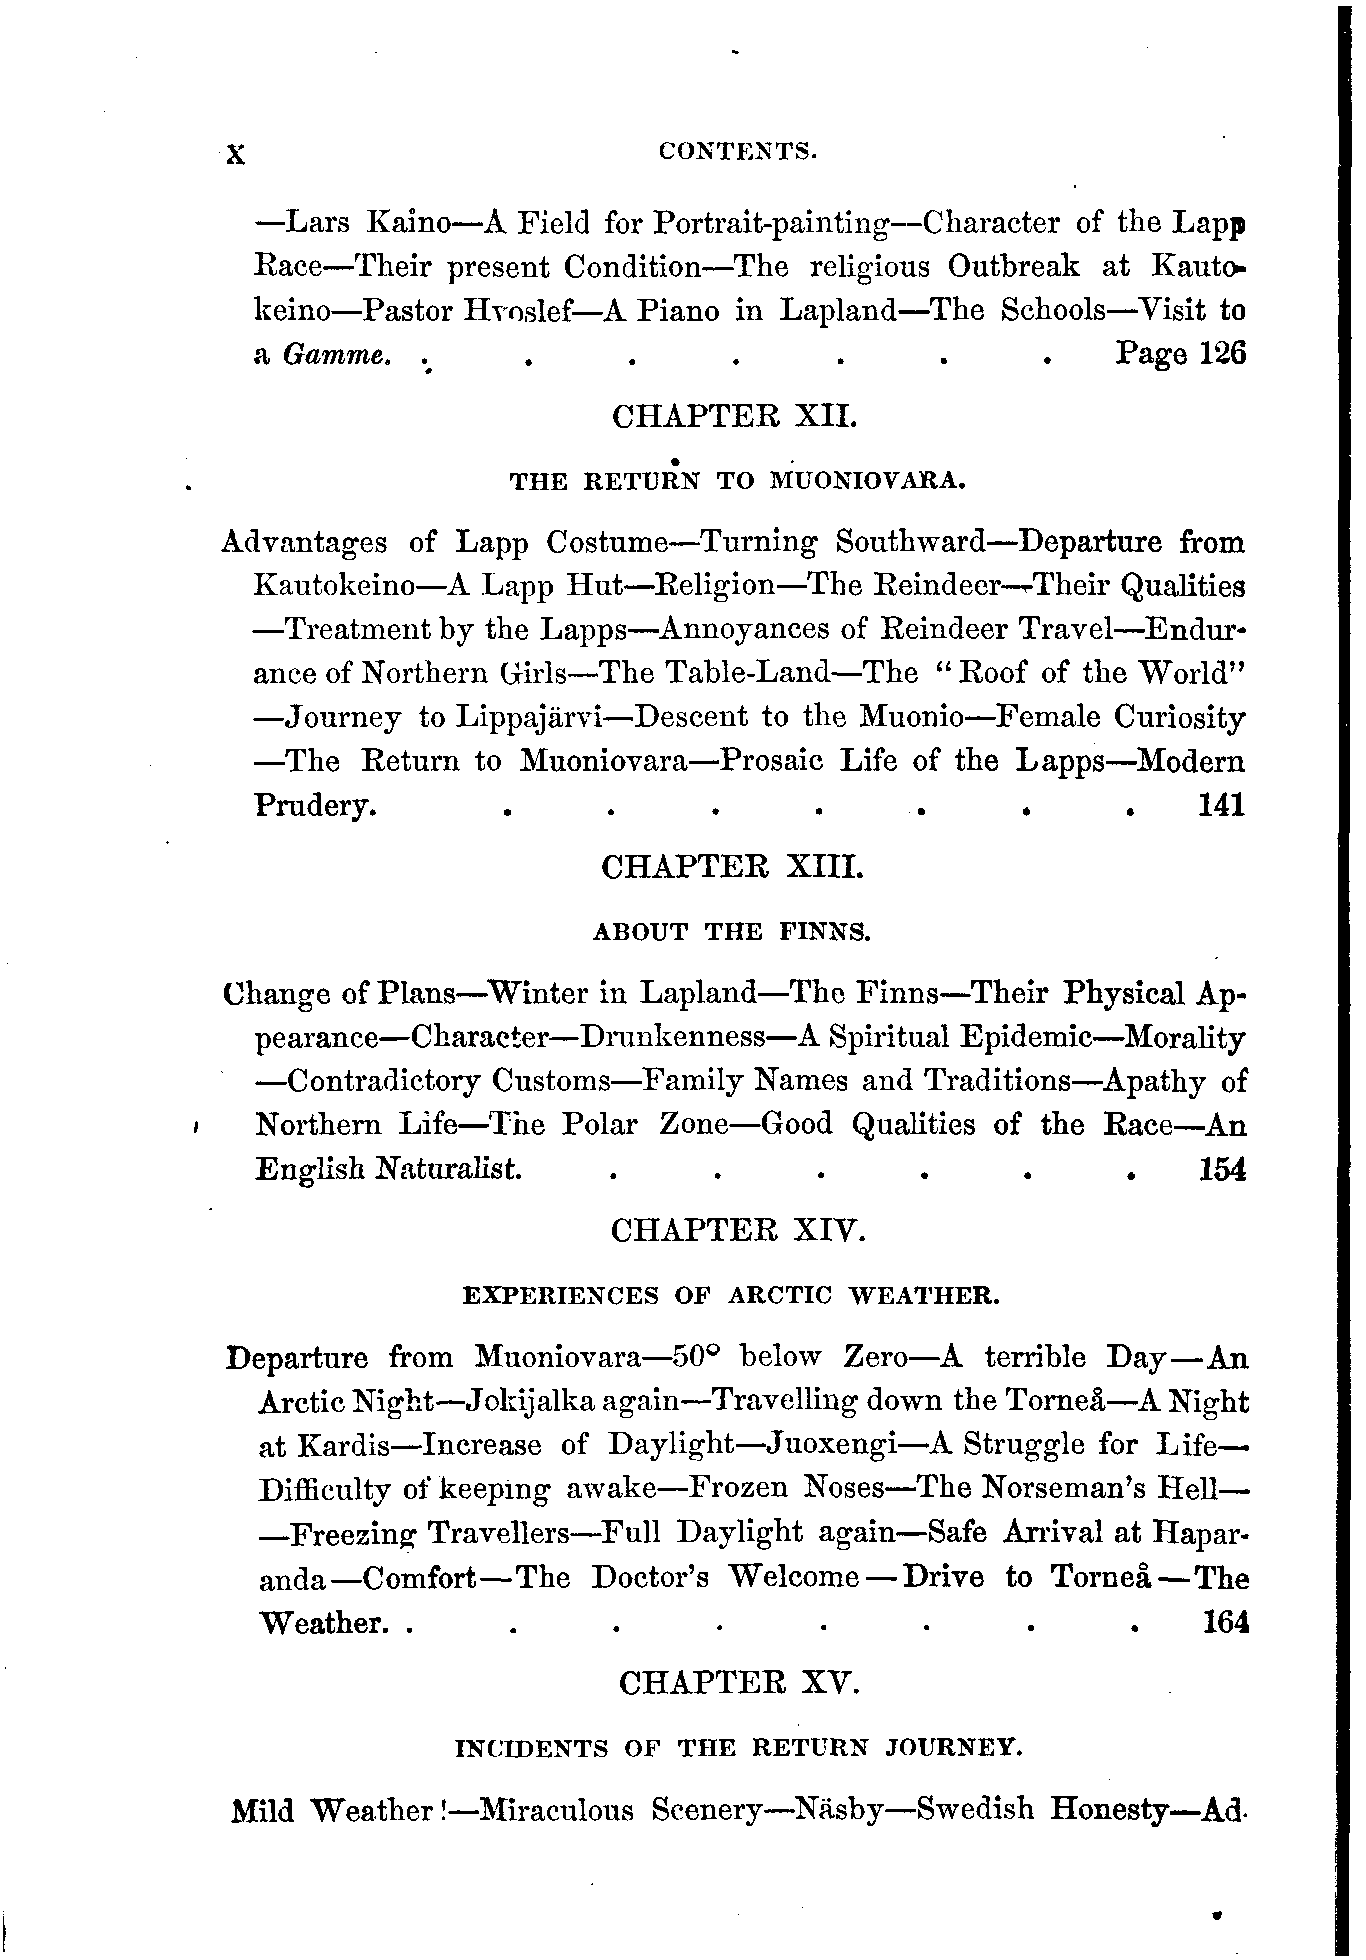 X CONTENTS.
—Lars Kaino—A Field for Portrait-painting—Character of the Lapp
Race—Their present Condition—The religious Outbreak at Kauto-
keino—Pastor Hvoslef—A Piano in Lapland—The Schools—Visit to
a Gamme. . . . . . . . Page 126
CHAPTER XII.
THE RETURN TO MUONIOVARA.
Advantages of Lapp Costume—Turning Southward—Departure from
Kautokeino—A Lapp Hut—Religion—The Reindeer—Their Qualities
—Treatment by the Lapps—Annoyances of Reindeer Travel—Endur-
ance of Northern Girls—The Table-Land—The "Roof of the World"
—Journey to Lippajärvi—Descent to the Muonio—Female Curiosity
—The Return to Muoniovara—Prosaic Life of the Lapps—Modern
Prudery. . . . . . . . 141
CHAPTER XIII.
ABOUT THE FINNS.
Change of Plans—Winter in Lapland—The Finns—Their Physical Ap-
pearance—Character—Drunkenness—A Spiritual Epidemic—Morality
—Contradictory Customs—Family Names and Traditions—Apathy of
Northern Life—The Polar Zone—Good Qualities of the Race—An
English Naturalist. . . . . . . 154
CHAPTER XIV.
EXPERIENCES OF ARCTIC WEATHER.
Departure from Muoniovara—50° below Zero—A terrible Day—An
Arctic Night—Jokijalka again—Travelling down the Torneå—A Night
at Kardis—Increase of Daylight—Juoxengi—A Struggle for Life—
Difficulty of keeping awake—Frozen Noses—The Norseman's Hell—
—Freezing Travellers—Full Daylight again—Safe Arrival at Hapar-
anda—Comfort—The Doctor's Welcome—Drive to Torneå—The
Weather. . . . . . . . . 164
CHAPTER XV.
INCIDENTS OF THE RETURN JOURNEY.
Mild Weather!—Miraculous Scenery—Näsby—Swedish Honesty—Ad-